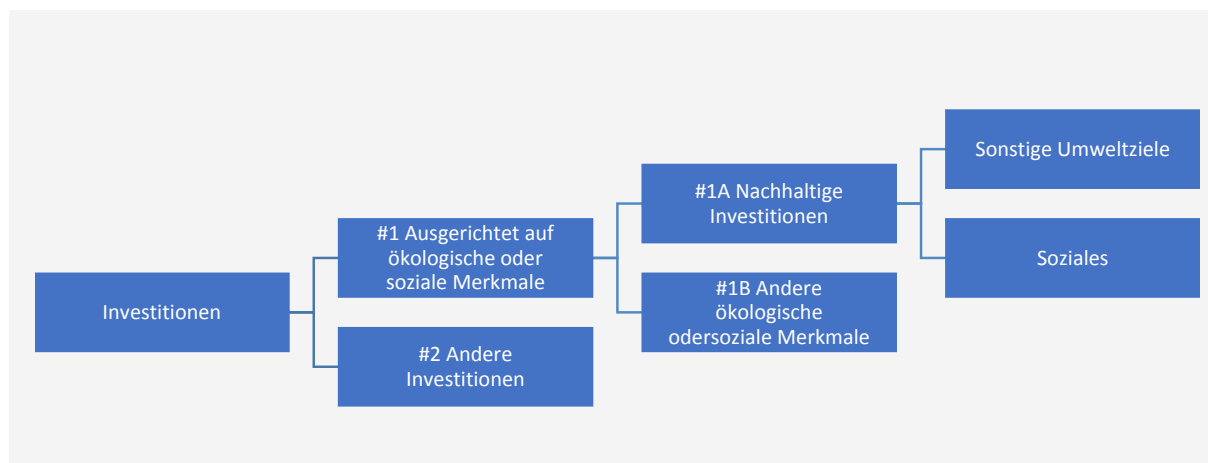 Investitionen
#1 Ausgerichtet auf
ökologische oder
soziale Merkmale
#2 Andere
Investitionen
#1A Nachhaltige
Investitionen
#1B Andere
ökologische
odersoziale Merkmale
Sonstige Umweltziele
Soziales